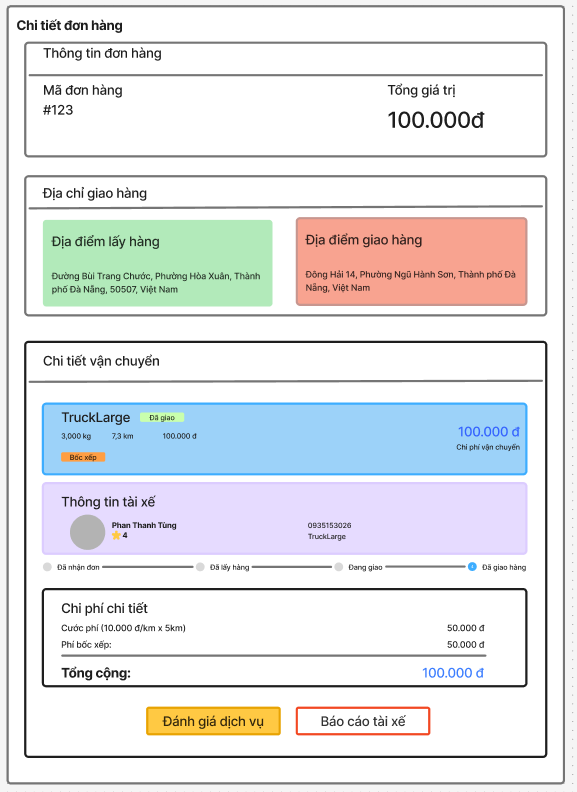 Chi tiết đơn hàng
Thông tin đơn hàng
Mã đơn hàng
#123
Tổng giá trị
100.000đ
Địa chỉ giao hàng
Địa điểm lấy hàng
Đường Bùi Trang Chước, Phường Hòa Xuân, Thành
phố Đà Nẵng, 50507, Việt Nam
Địa điểm giao hàng
Đông Hải 14, Phường Ngũ Hành Sơn, Thành phố Đà
Nẵng, Việt Nam
Chi tiết vận chuyển
TruckLarge Đã giao
3,000 kg 7,3 km 100.000 đ
Bốc xếp
100.000 đ
Chi phí vận chuyển
Thông tin tài xế
Phan Thanh Tùng
4
0935153026
TruckLarge
Đã nhận đơn Đã lấy hàng Đang giao Đã giao hàng
Chi phí chi tiết
Cước phí (10.000 đ/km x 5km) 50.000 đ
Phí bốc xếp: 50.000 đ
Tổng cộng: 100.000 đ
Đánh giá dịch vụ Báo cáo tài xế